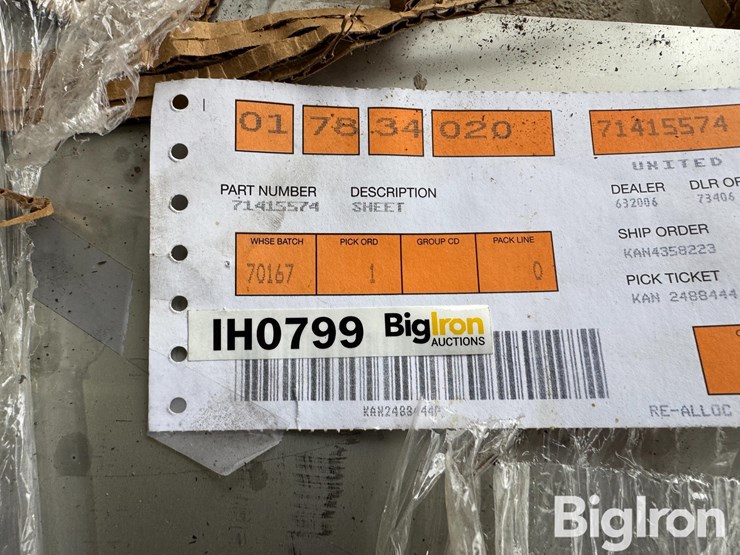 01 78 34 020 71415574
UNITED
PART NUMBER DESCRIPTION DEALER DLR OR
71415574 SHEET 632006 73406
SHIP ORDER
WHSE BATCH PICK ORD GROUP CD PACK LINE
KAN4358223
70167 1 0
PICK TICKET
KAN 2488444
IH0799 BigIron
AUCTIONS
KAN2488444P
RE-ALLOC
BigIron